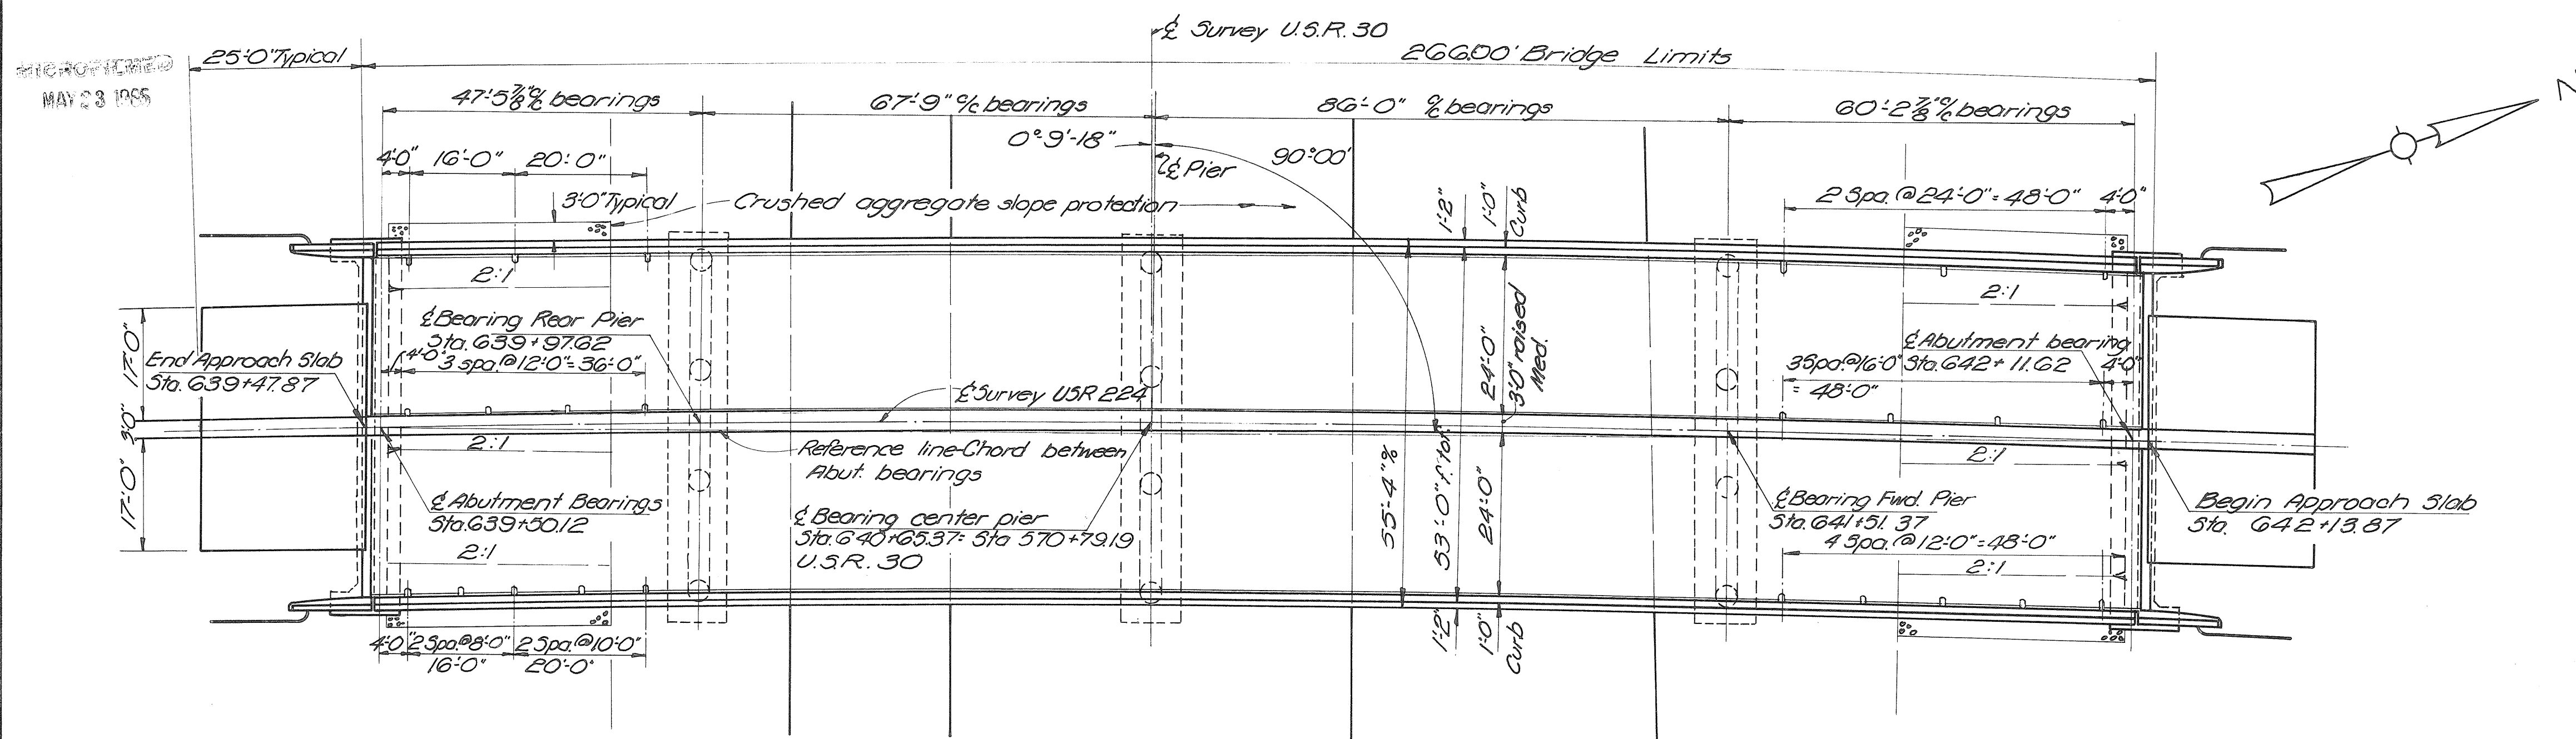 ℄ Survey U.S.R. 30
25'-0" Typical
266.00' Bridge Limits
MICROFILMED
MAY 23 1985
47'-5 7/8" c/c bearings
67'-9" c/c bearings
86'-0" c/c bearings
60'-2 7/8" c/c bearings
N
0°-9'-18"
90°00'
℄ Pier
4'-0"
16'-0"
20'-0"
3'-0" Typical
Crushed aggregate slope protection
1'-2"
1'-0"
Curb
2 Spa. @ 24'-0" = 48'-0"
4'-0"
2:1
2:1
℄ Bearing Rear Pier
Sta. 639+97.62
4'-0"
3 spa. @ 12'-0" = 36'-0"
17'-0"
End Approach Slab
Sta. 639+47.87
3'-0"
17'-0"
24'-0"
3'-0" raised
Med.
℄ Abutment bearing
Sta. 642+11.62
3 Spa. @ 16'-0"
= 48'-0"
4'-0"
℄ Survey USR 224
2:1
Reference line-Chord between
Abut. bearings
2:1
℄ Abutment Bearings
Sta. 639+50.12
2:1
℄ Bearing center pier
Sta. 640+65.37 = Sta 570+79.19
U.S.R. 30
55'-4" %
53'-0" f. to f.
24'-0"
℄ Bearing Fwd. Pier
Sta. 641+51.37
4 Spa. @ 12'-0" = 48'-0"
2:1
Begin Approach Slab
Sta. 642+13.87
4'-0"
2 Spa. @ 8'-0"
16'-0"
2 Spa. @ 10'-0"
20'-0"
1'-2"
1'-0"
Curb